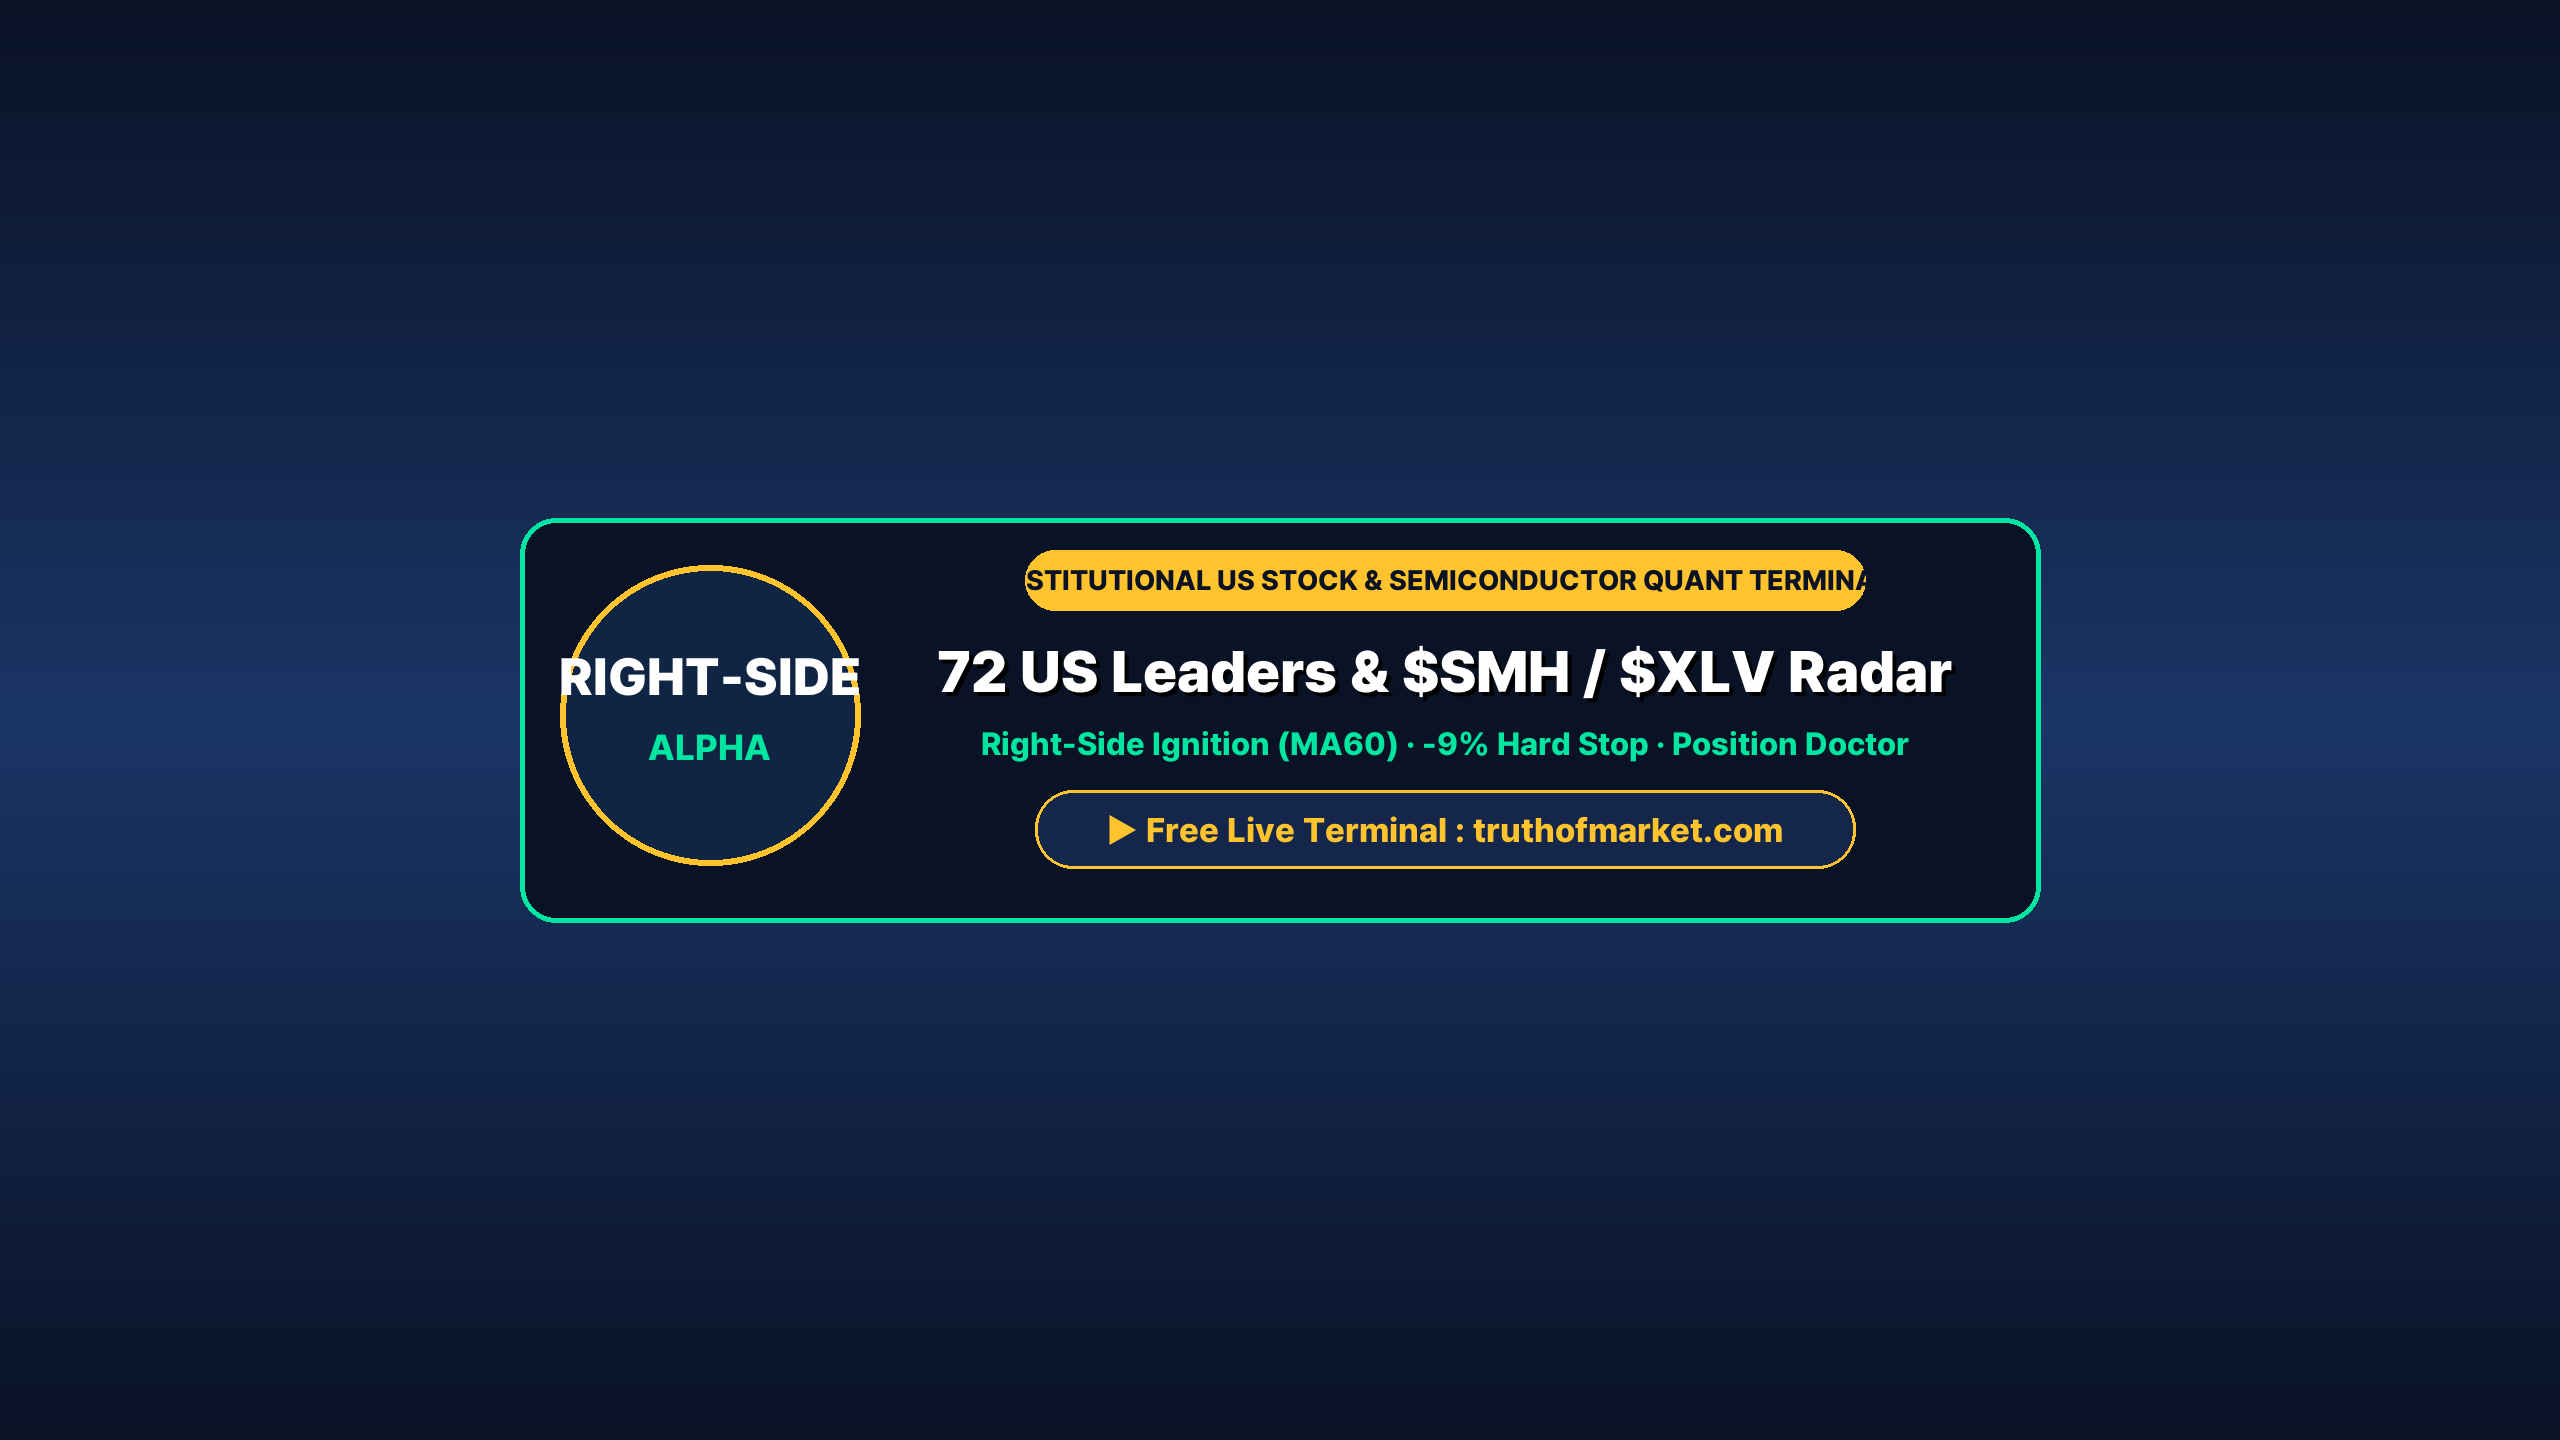 RIGHT-SIDE
ALPHA
STITUTIONAL US STOCK & SEMICONDUCTOR QUANT TERMINA
72 US Leaders & $SMH / $XLV Radar
Right-Side Ignition (MA60) · -9% Hard Stop · Position Doctor
▶ Free Live Terminal : truthofmarket.com